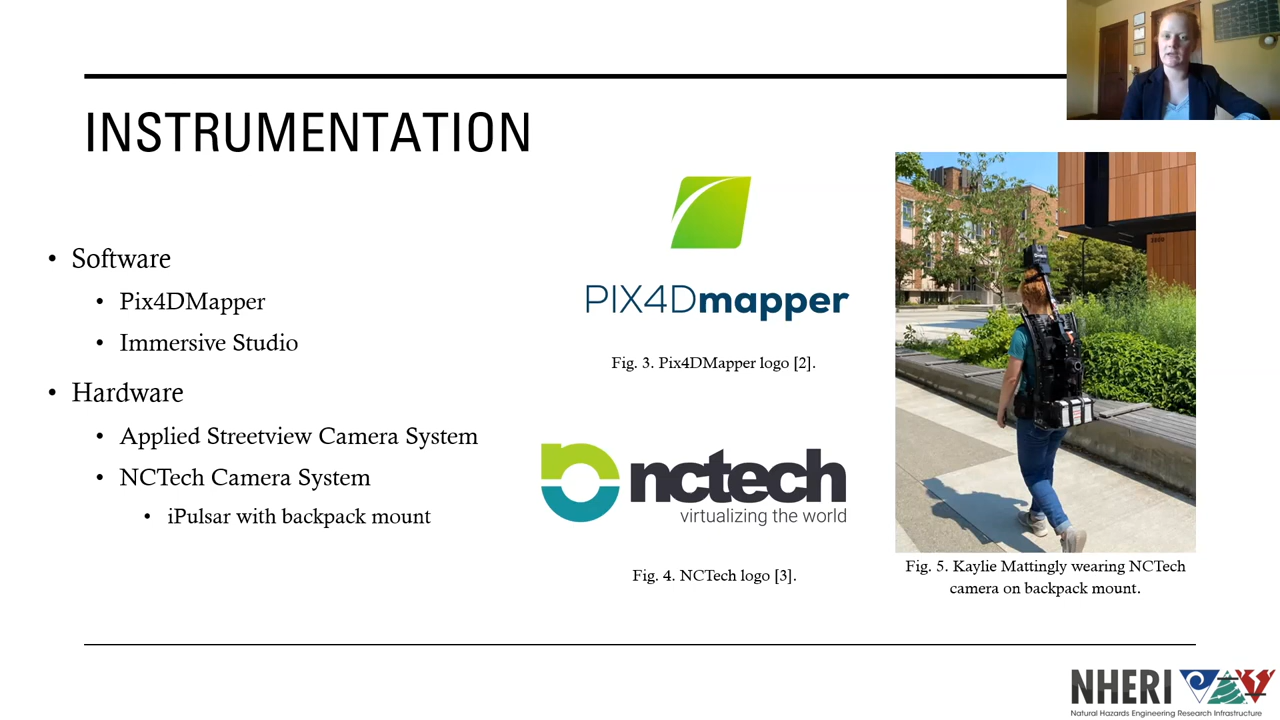 INSTRUMENTATION
• Software
• Pix4DMapper
• Immersive Studio
• Hardware
• Applied Streetview Camera System
• NCTech Camera System
• iPulsar with backpack mount
PIX4Dmapper
Fig. 3. Pix4DMapper logo [2].
nctech
virtualizing the world
Fig. 4. NCTech logo [3].
Fig. 5. Kaylie Mattingly wearing NCTech
camera on backpack mount.
NHERI
Natural Hazards Engineering Research Infrastructure